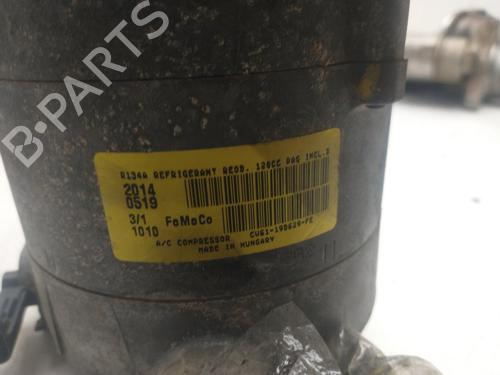 B-PARTS
R134A REFRIGERANT REQD. 120CC PAG INCL.
2014
0519
3/1 FoMoCo
1010
A/C COMPRESSOR CV61-19D629-FE
MADE IN HUNGARY